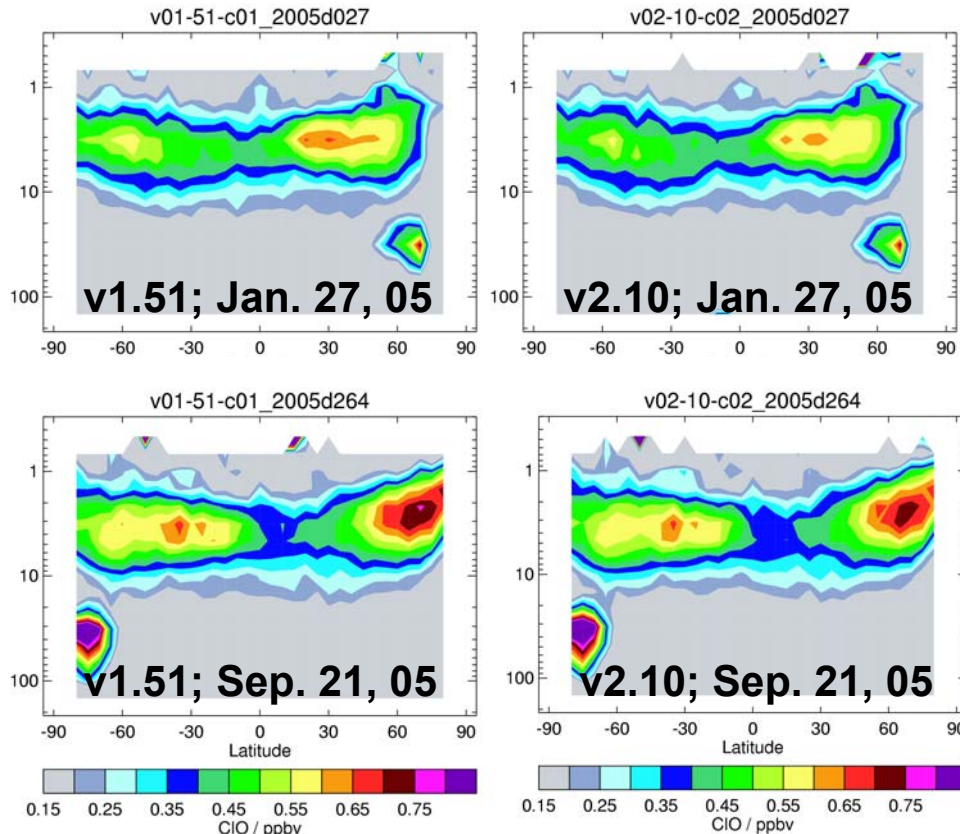 v01-51-c01_2005d027
v02-10-c02_2005d027
1
10
100
v1.51; Jan. 27, 05
-90 -60 -30 0 30 60 90
1
10
100
v2.10; Jan. 27, 05
-90 -60 -30 0 30 60 90
v01-51-c01_2005d264
v02-10-c02_2005d264
1
10
100
v1.51; Sep. 21, 05
-90 -60 -30 0 30 60 90
Latitude
1
10
100
v2.10; Sep. 21, 05
-90 -60 -30 0 30 60 90
Latitude
0.15 0.25 0.35 0.45 0.55 0.65 0.75
ClO / ppbv
0.15 0.25 0.35 0.45 0.55 0.65 0.75
ClO / ppbv